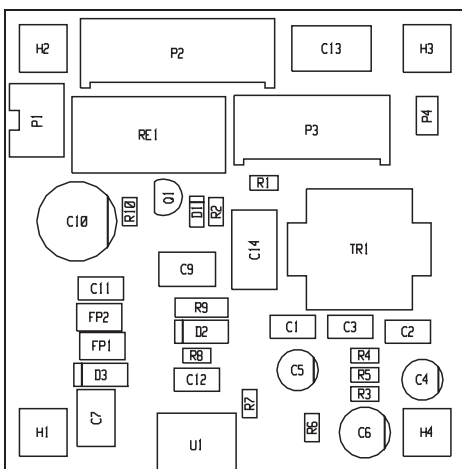 H2
P2
C13
H3
P1
RE1
P3
P4
R1
C10
R10
Q1
D1
R2
C14
TR1
C9
C11
R9
FP2
D2
C1
C3
C2
FP1
R8
R4
D3
C12
C5
R5
C4
R3
C7
R7
H1
U1
R6
C6
H4